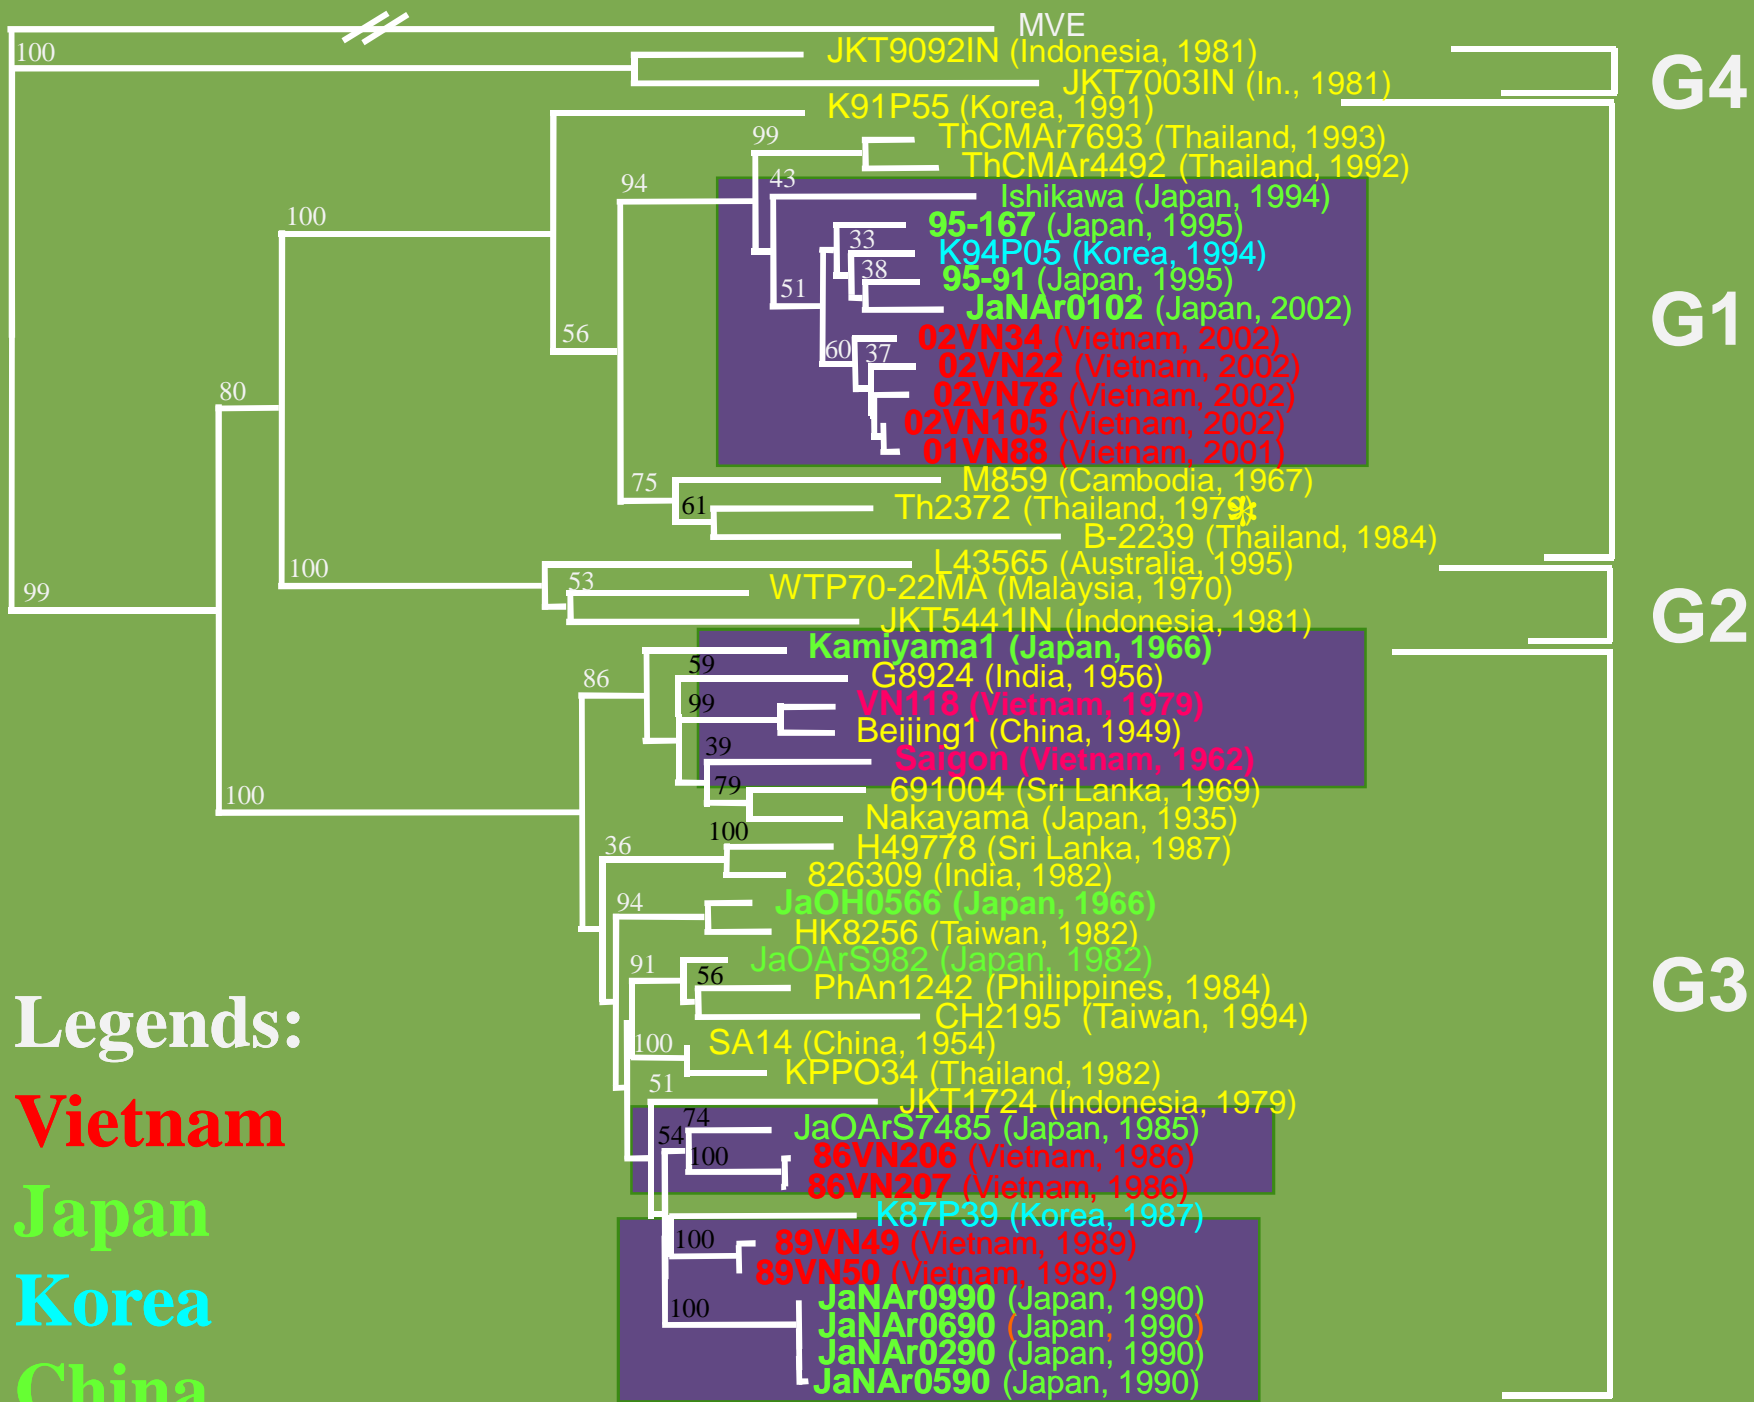 MVE
100
JKT9092IN (Indonesia, 1981)
G4
JKT7003IN (In., 1981)
K91P55 (Korea, 1991)
99
ThCMAr7693 (Thailand, 1993)
ThCMAr4492 (Thailand, 1992)
94
43
Ishikawa (Japan, 1994)
100
95-167 (Japan, 1995)
33
K94P05 (Korea, 1994)
38
95-91 (Japan, 1995)
51
JaNAr0102 (Japan, 2002)
G1
56
02VN34 (Vietnam, 2002)
60
37
02VN22 (Vietnam, 2002)
80
02VN78 (Vietnam, 2002)
02VN105 (Vietnam, 2002)
01VN88 (Vietnam, 2001)
75
M859 (Cambodia, 1967)
61
Th2372 (Thailand, 1979)*
B-2239 (Thailand, 1984)
100
L43565 (Australia, 1995)
99
53
WTP70-22MA (Malaysia, 1970)
G2
JKT5441IN (Indonesia, 1981)
Kamiyama1 (Japan, 1966)
86
59
G8924 (India, 1956)
99
VN118 (Vietnam, 1979)
Beijing1 (China, 1949)
39
Saigon (Vietnam, 1962)
100
79
691004 (Sri Lanka, 1969)
Nakayama (Japan, 1935)
36
100
H49778 (Sri Lanka, 1987)
826309 (India, 1982)
94
JaOH0566 (Japan, 1966)
HK8256 (Taiwan, 1982)
91
JaOArS982 (Japan, 1982)
56
PhAn1242 (Philippines, 1984)
G3
CH2195 (Taiwan, 1994)
Legends:
100
SA14 (China, 1954)
KPPO34 (Thailand, 1982)
51
JKT1724 (Indonesia, 1979)
Vietnam
74
JaOArS7485 (Japan, 1985)
54
100
86VN206 (Vietnam, 1986)
86VN207 (Vietnam, 1986)
Japan
K87P39 (Korea, 1987)
100
89VN49 (Vietnam, 1989)
89VN50 (Vietnam, 1989)
Korea
100
JaNAr0990 (Japan, 1990)
JaNAr0690 (Japan, 1990)
JaNAr0290 (Japan, 1990)
China
JaNAr0590 (Japan, 1990)